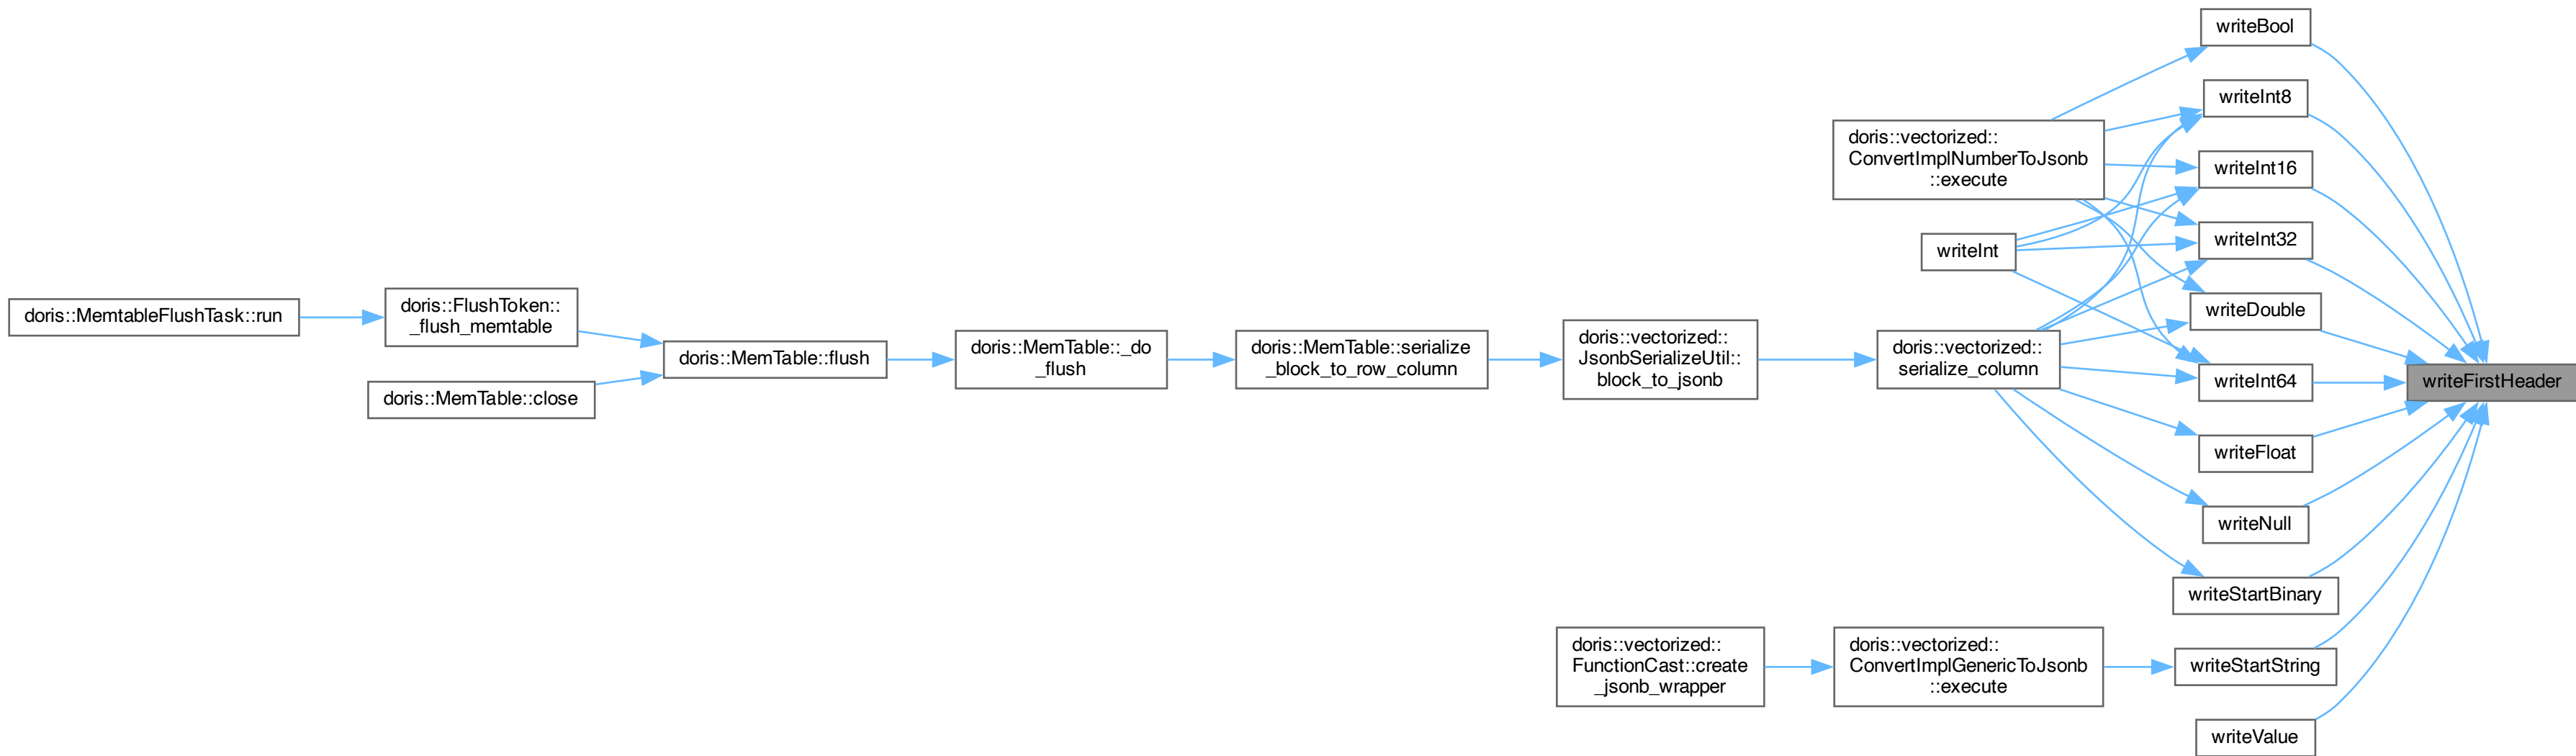 doris::MemtableFlushTask::run
doris::FlushToken::
_flush_memtable
doris::MemTable::close
doris::MemTable::flush
doris::MemTable::_do
_flush
doris::MemTable::serialize
_block_to_row_column
doris::vectorized::
JsonbSerializeUtil::
block_to_jsonb
doris::vectorized::
FunctionCast::create
_jsonb_wrapper
doris::vectorized::
ConvertImplNumberToJsonb
::execute
writeInt
doris::vectorized::
serialize_column
doris::vectorized::
ConvertImplGenericToJsonb
::execute
writeBool
writeInt8
writeInt16
writeInt32
writeDouble
writeInt64
writeFloat
writeNull
writeStartBinary
writeStartString
writeValue
writeFirstHeader